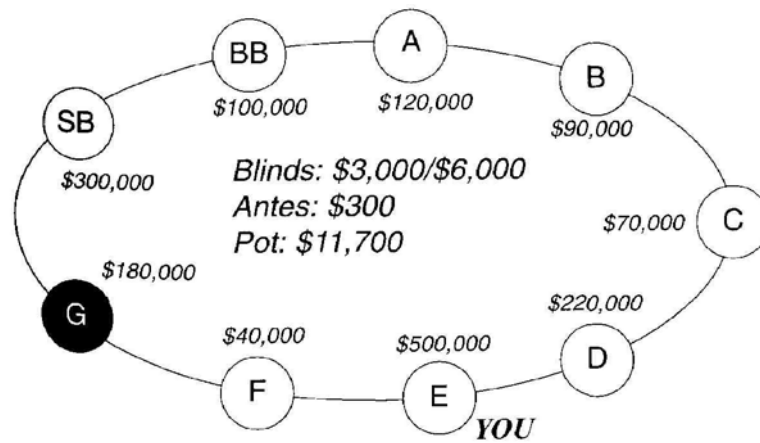 BB
A
B
SB
$100,000
$120,000
$90,000
$300,000
Blinds: $3,000/$6,000
Antes: $300
Pot: $11,700
$70,000
C
$180,000
G
$40,000
$500,000
$220,000
F
E
D
YOU